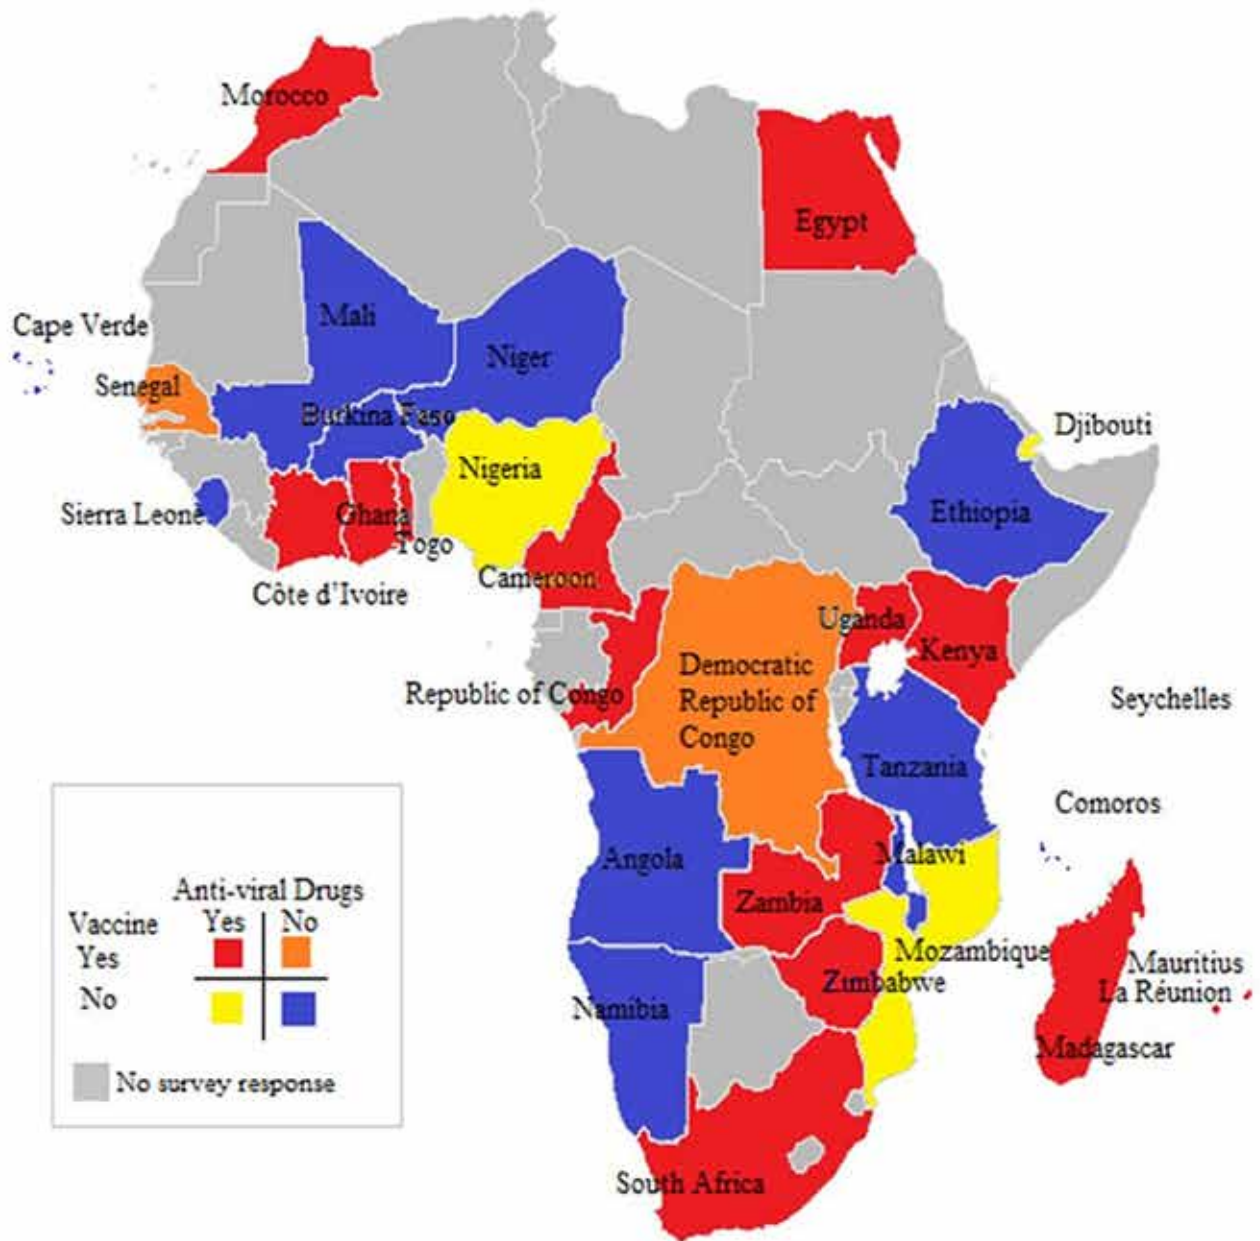 Morocco
Egypt
Mali
Cape Verde
Niger
Senegal
Burkina Faso
Djibouti
Nigeria
Sierra Leone
Ghana
Ethiopia
Togo
Cameroon
Côte d'Ivoire
Uganda
Kenya
Democratic
Republic of
Congo
Republic of Congo
Seychelles
Tanzania
Comoros
Angola
Malawi
Zambia
Mozambique
Mauritius
Zimbabwe
La Réunion
Namibia
Madagascar
South Africa
Anti-viral Drugs
Vaccine Yes No
Yes
No
No survey response